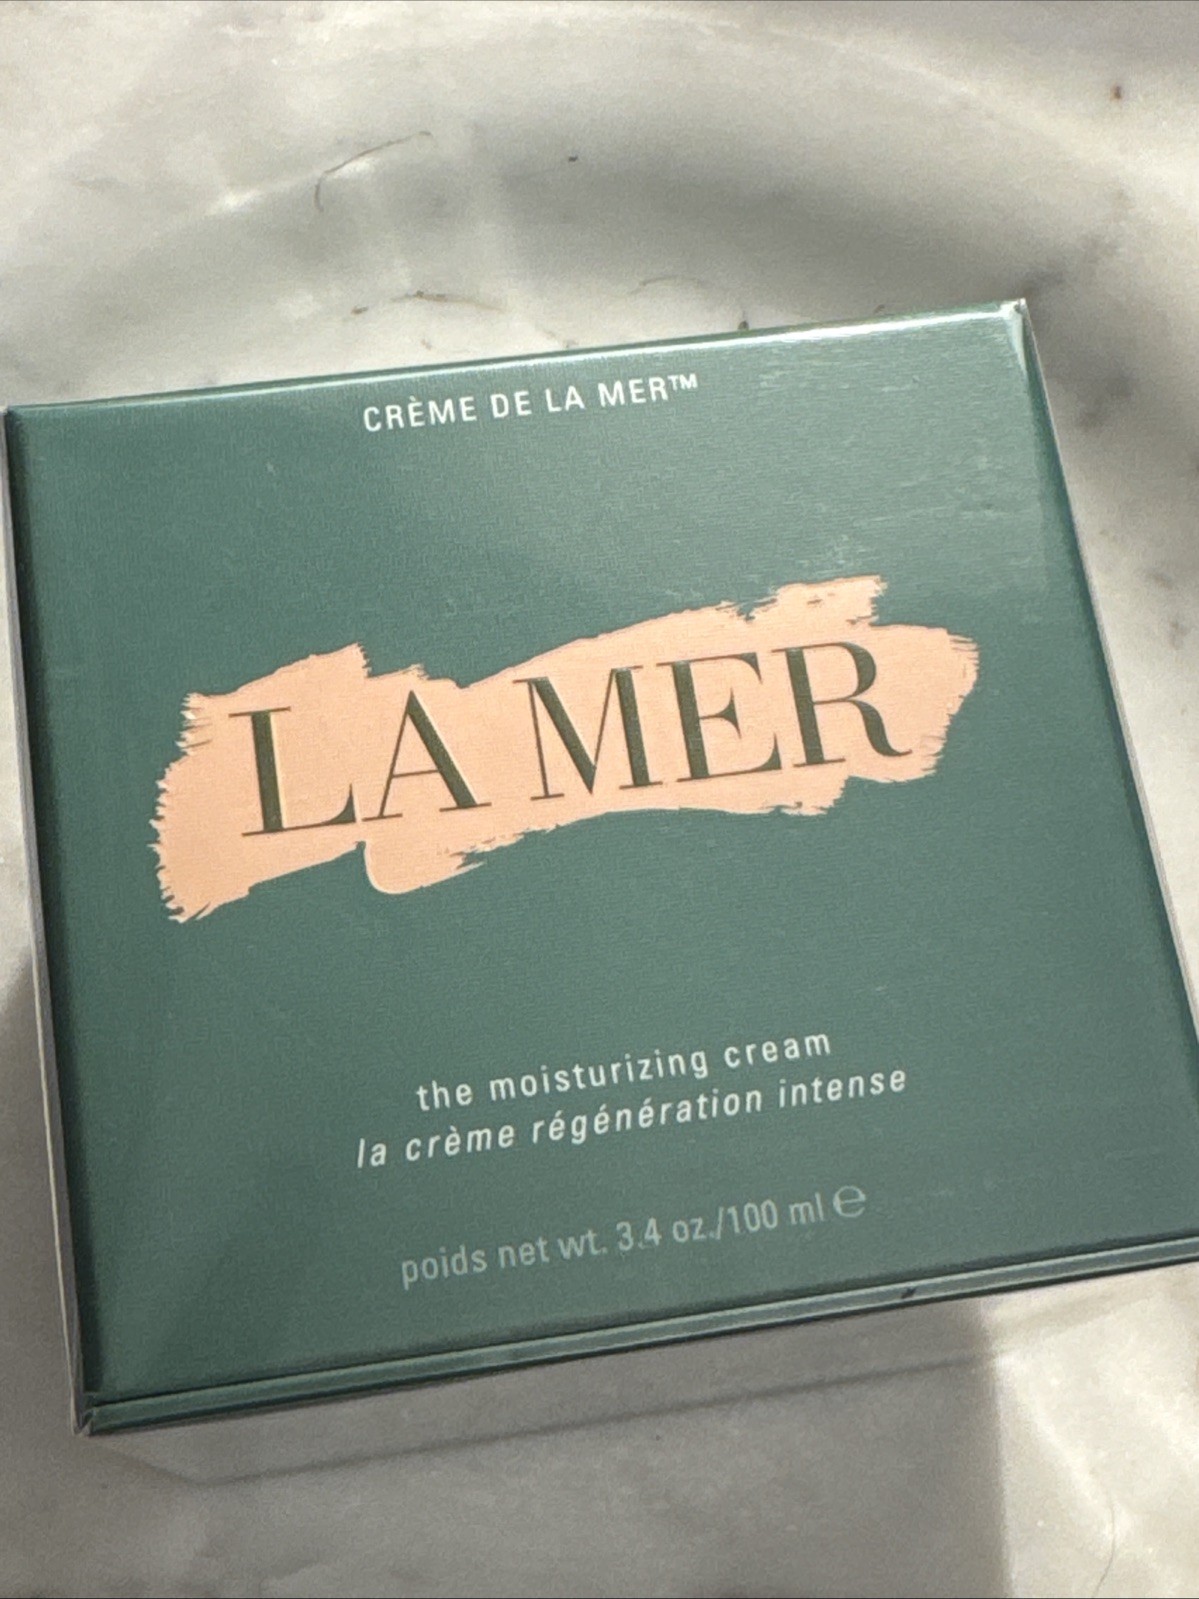 CRÈME DE LA MER™
LA MER
the moisturizing cream
la crème régénération intense
poids net wt. 3.4 oz./100 ml ℮